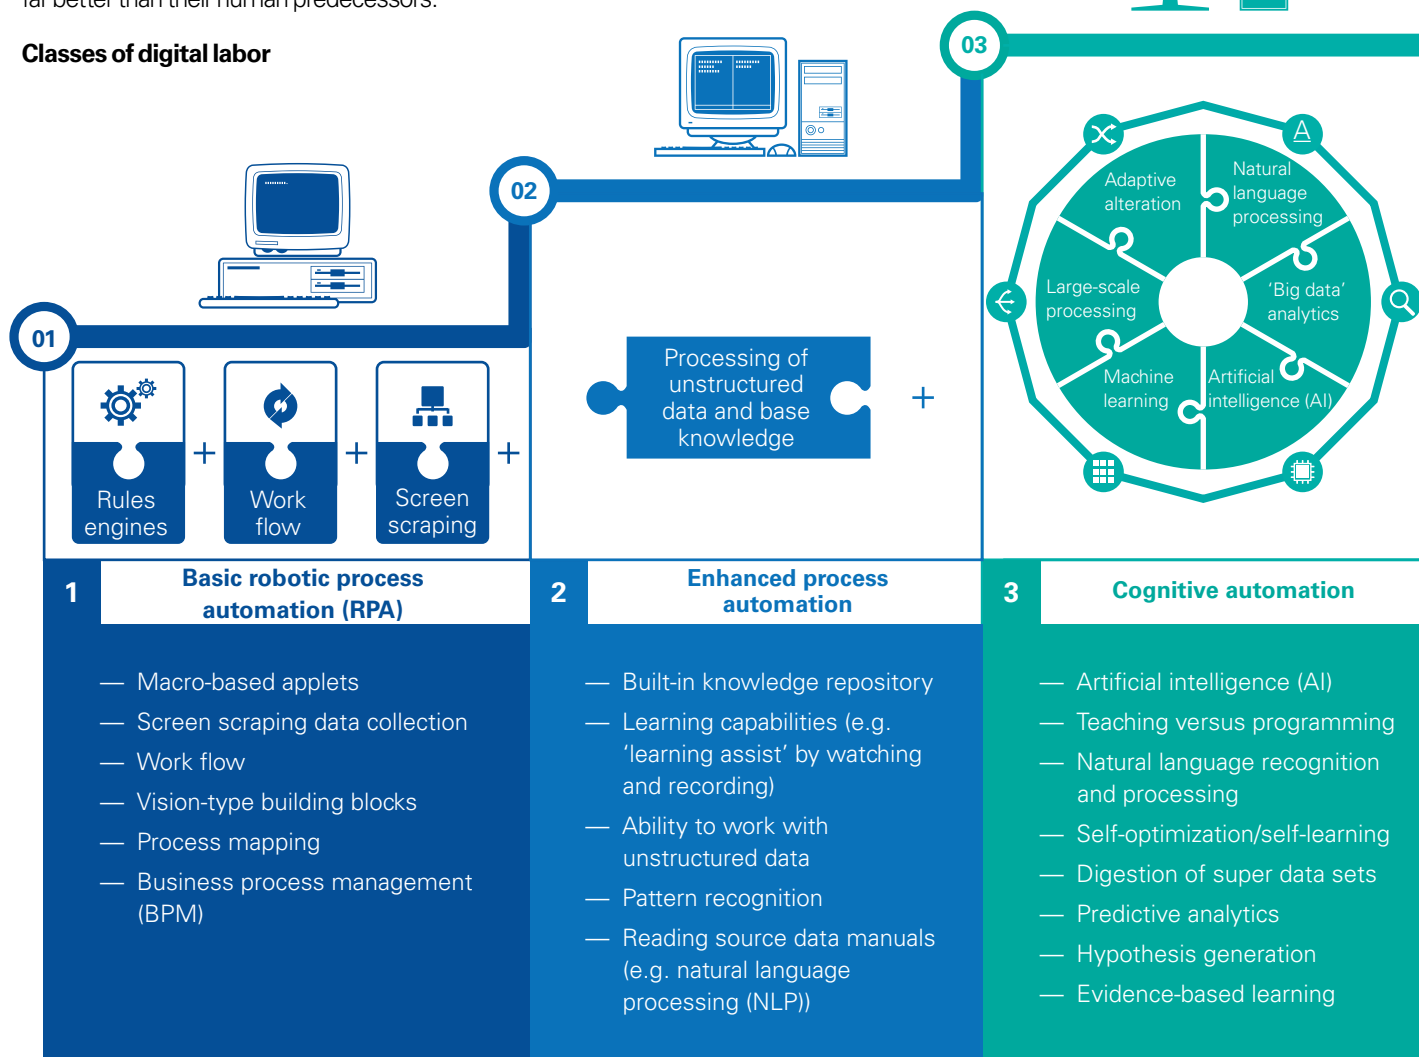 far better than their human predecessors.
Classes of digital labor
03
02
01
Adaptive
alteration
Natural
language
processing
Large-scale
processing
'Big data'
analytics
Machine
learning
Artificial
intelligence (AI)
Processing of
unstructured
data and base
knowledge
+
Rules
engines
+
Work
flow
+
Screen
scraping
+
1
Basic robotic process
automation (RPA)
— Macro-based applets
— Screen scraping data collection
— Work flow
— Vision-type building blocks
— Process mapping
— Business process management
(BPM)
2
Enhanced process
automation
— Built-in knowledge repository
— Learning capabilities (e.g.
'learning assist' by watching
and recording)
— Ability to work with
unstructured data
— Pattern recognition
— Reading source data manuals
(e.g. natural language
processing (NLP))
3
Cognitive automation
— Artificial intelligence (AI)
— Teaching versus programming
— Natural language recognition
and processing
— Self-optimization/self-learning
— Digestion of super data sets
— Predictive analytics
— Hypothesis generation
— Evidence-based learning
A